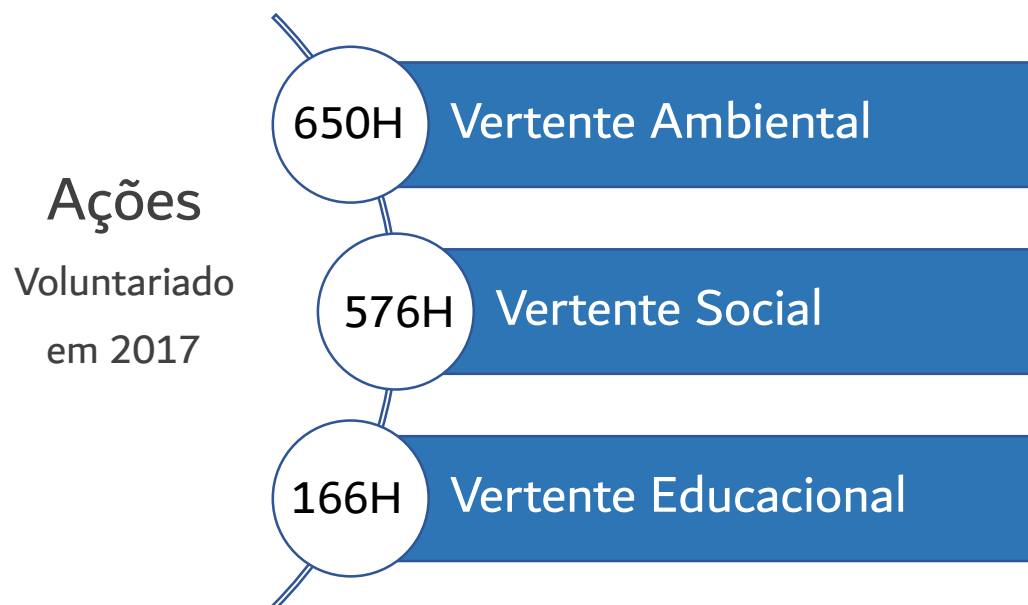 Ações
Voluntariado
em 2017
650H Vertente Ambiental
576H Vertente Social
166H Vertente Educacional